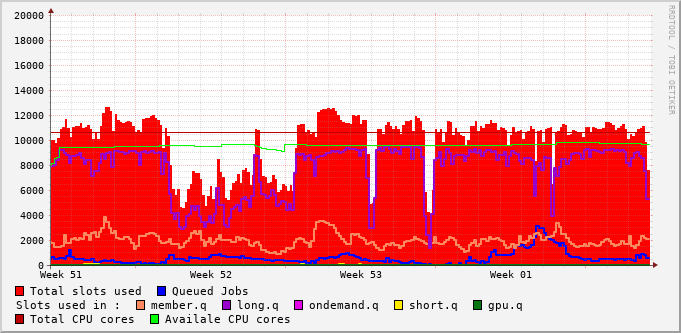 20000
18000
16000
14000
12000
10000
8000
6000
4000
2000
0
Week 51 Week 52 Week 53 Week 01
Total slots used Queued Jobs
Slots used in : member.q long.q ondemand.q short.q gpu.q
Total CPU cores Availale CPU cores
RRDTOOL / TOBI OETIKER